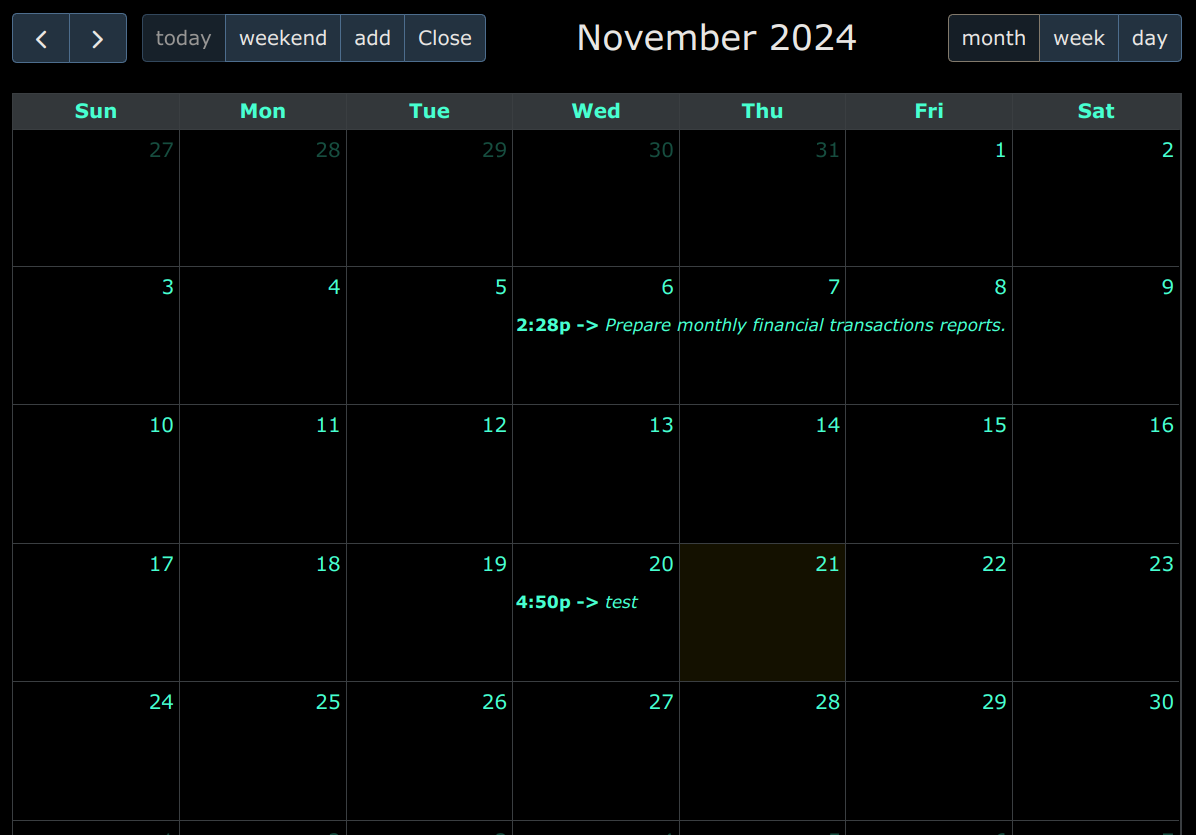 today weekend add Close November 2024 month week day
Sun Mon Tue Wed Thu Fri Sat
27 28 29 30 31 1 2
3 4 5 6 7 8 9
2:28p -> Prepare monthly financial transactions reports.
10 11 12 13 14 15 16
17 18 19 20 21 22 23
4:50p -> test
24 25 26 27 28 29 30